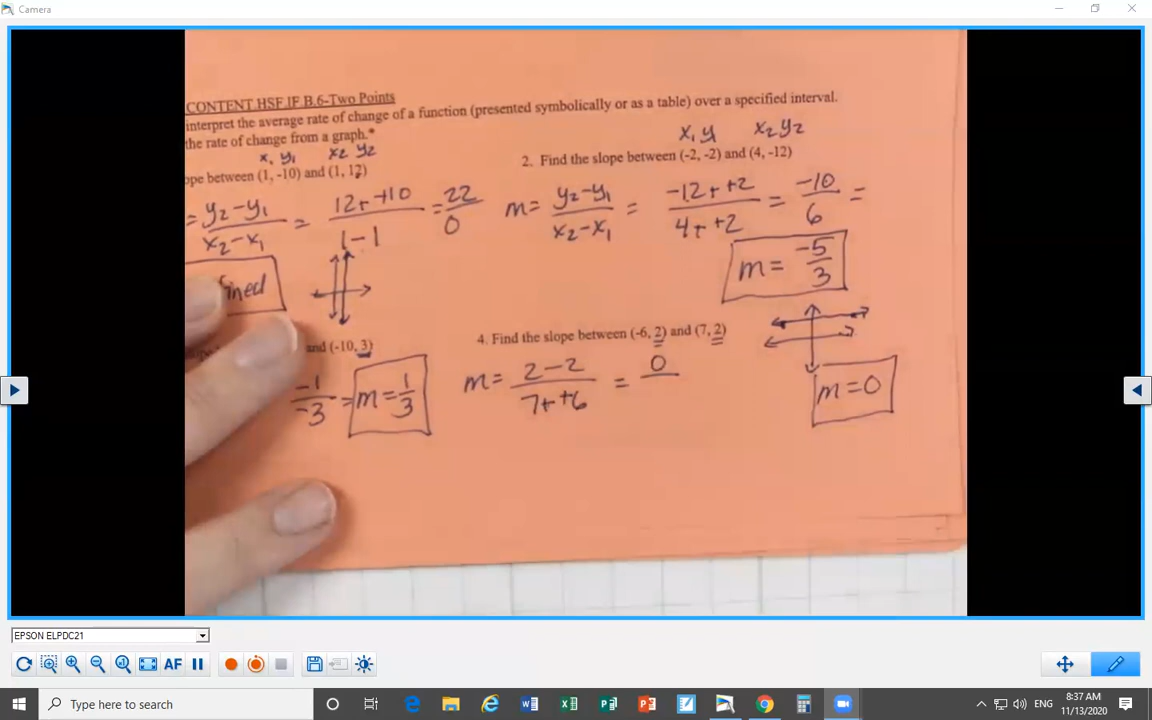 Camera
CONTENT.HSF.IF.B.6-Two Points
interpret the average rate of change of a function (presented symbolically or as a table) over a specified interval.
the rate of change from a graph.*
x₁ y₁ x₂ y₂
ope between (1, -10) and (1, 12)
= y₂-y₁ / x₂-x₁ = 12+ +10 / 1-1 = 22 / 0
fined
x₁ y₁ x₂ y₂
2. Find the slope between (-2, -2) and (4, -12)
m= y₂-y₁ / x₂-x₁ = -12+ +2 / 4+ +2 = -10 / 6 =
m= -5 / 3
and (-10, 3)
-1 / -3 = m= 1 / 3
4. Find the slope between (-6, 2) and (7, 2)
m= 2-2 / 7+ +6 = 0
m=0
EPSON ELPDC21
AF
Type here to search
ENG
8:37 AM
11/13/2020